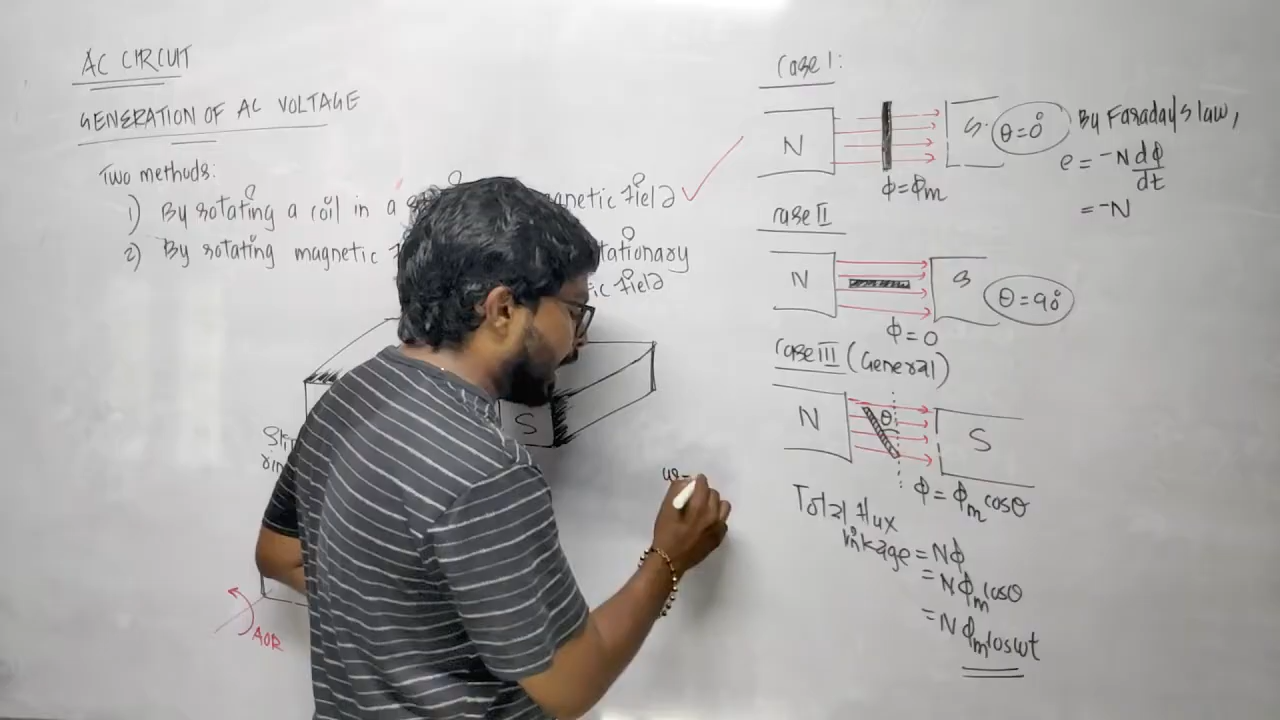 AC CIRCUIT
GENERATION OF AC VOLTAGE
Two methods:
1) By rotating a coil in a
magnetic field
2) By rotating magnetic
stationary
field
S
AOR
ω=
Case I:
N
S
θ=0°
φ=φm
By Faraday's law,
e = -N dφ/dt
= -N
Case II
N
S
θ=90°
φ=0
Case III (General)
N
θ
S
φ=φm cosθ
Total flux
linkage = Nφ
= Nφm cosθ
= Nφm cosωt